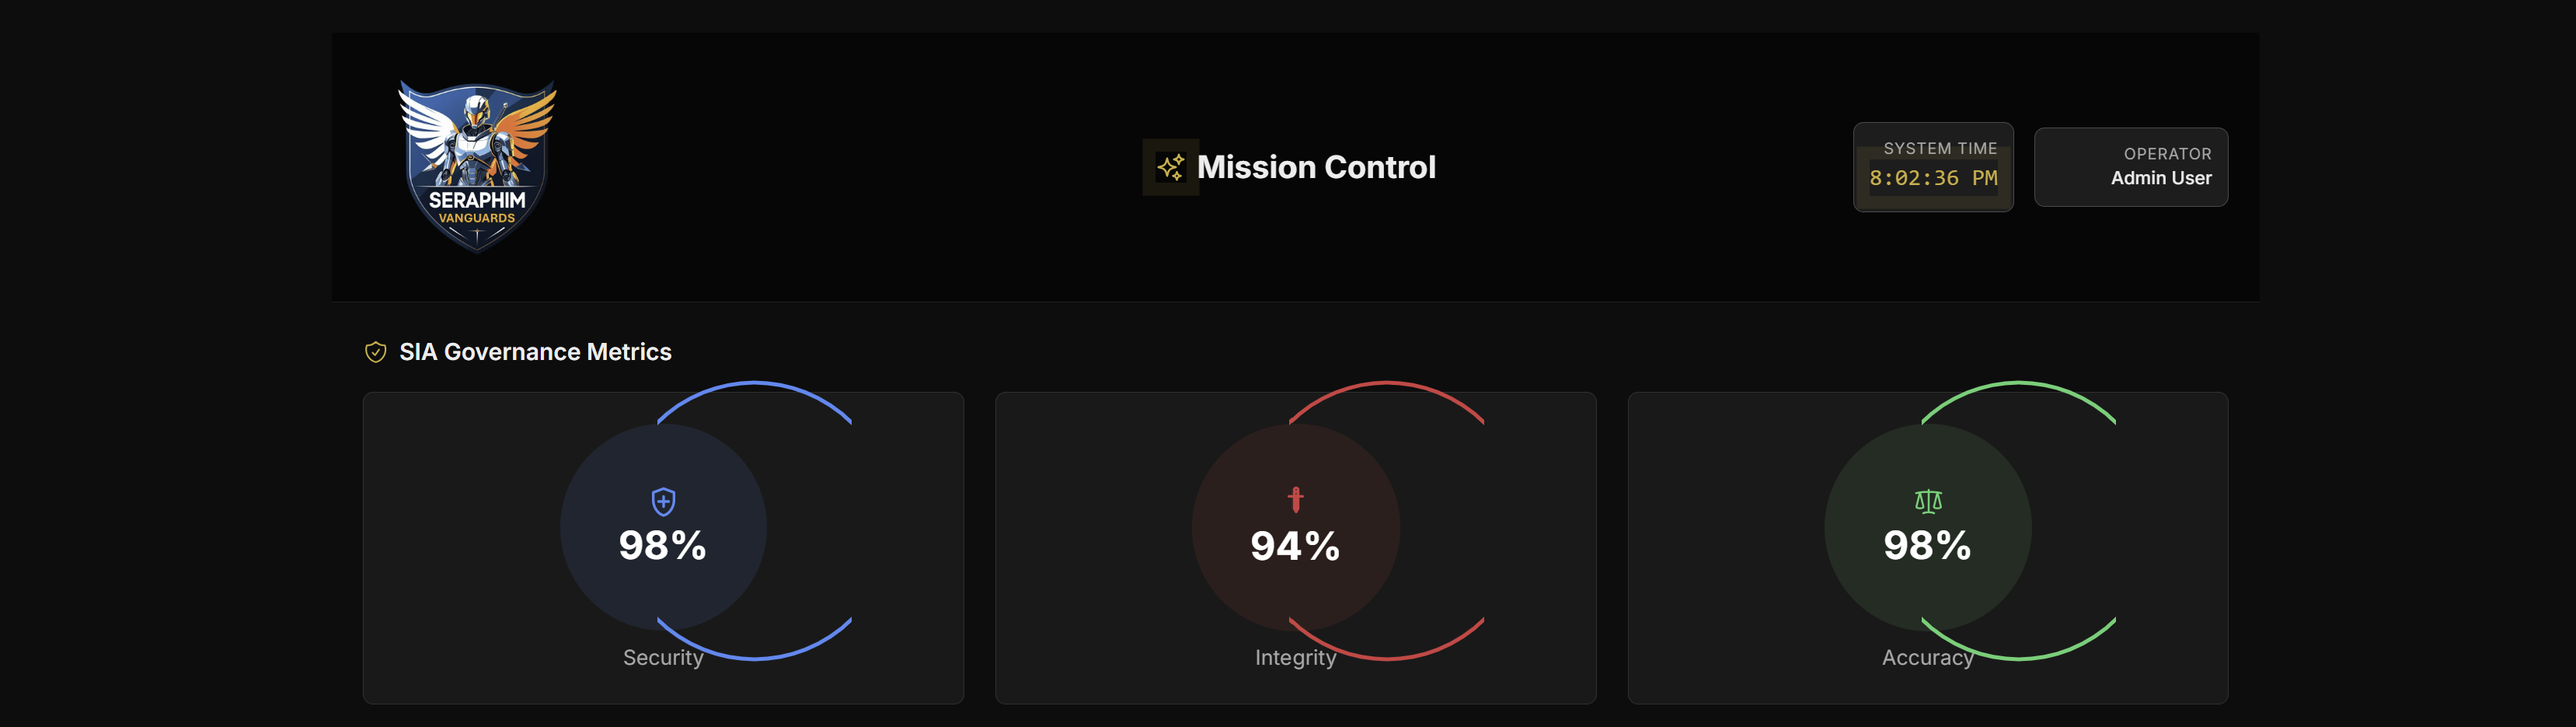 SERAPHIM
VANGUARDS
Mission Control
SYSTEM TIME
8:02:36 PM
OPERATOR
Admin User
SIA Governance Metrics
98%
Security
94%
Integrity
98%
Accuracy